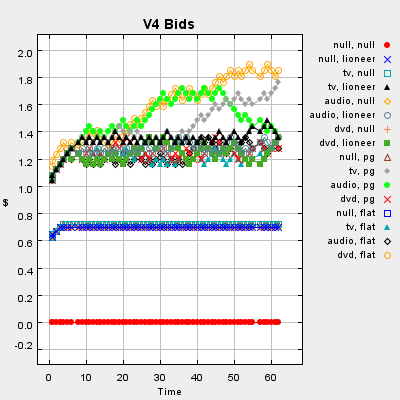 V4 Bids
2.0
1.8
1.6
1.4
1.2
1.0
0.8
0.6
0.4
0.2
0.0
-0.2
$
0 10 20 30 40 50 60
Time
null, null
null, lioneer
tv, null
tv, lioneer
audio, null
audio, lioneer
dvd, null
dvd, lioneer
null, pg
tv, pg
audio, pg
dvd, pg
null, flat
tv, flat
audio, flat
dvd, flat